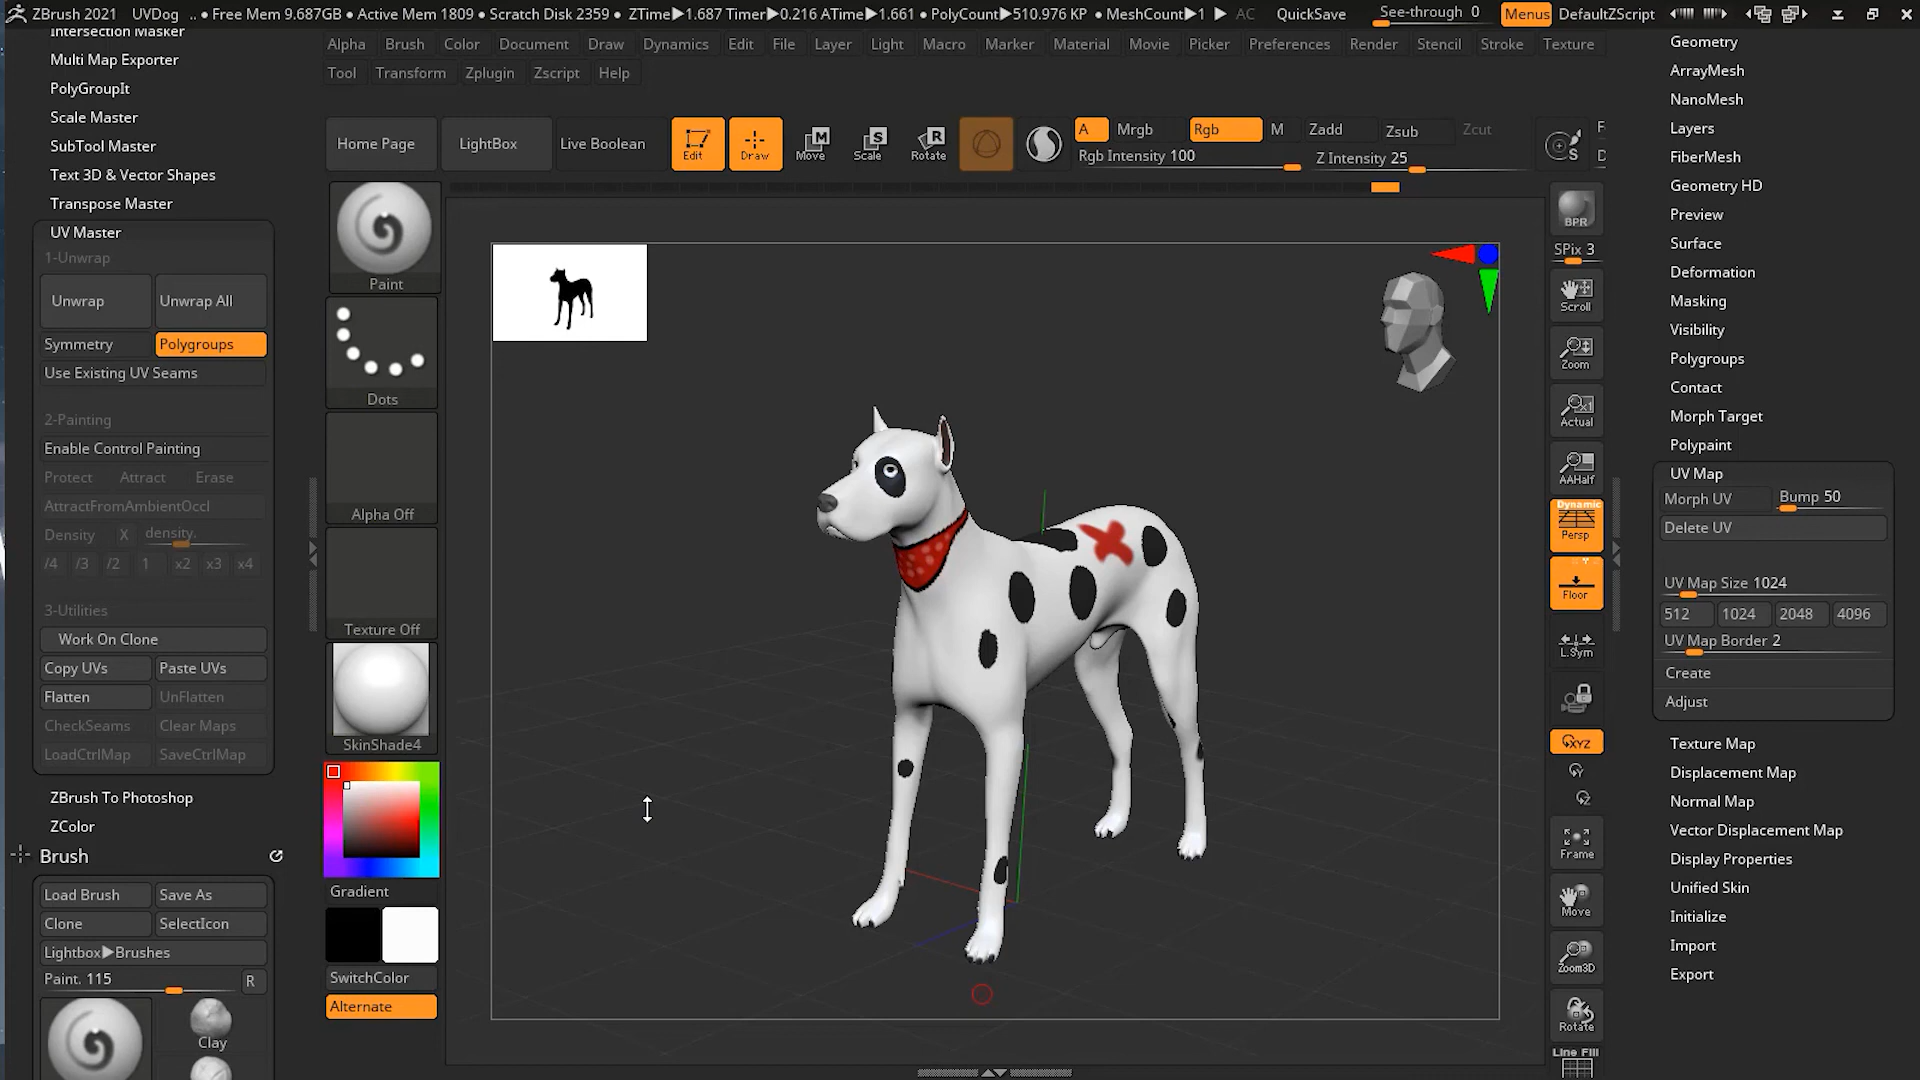 ZBrush 2021 UVDog .. ● Free Mem 9.687GB ● Active Mem 1809 ● Scratch Disk 2359 ● ZTime▶1.687 Timer▶0.216 ATime▶1.661 ● PolyCount▶510.976 KP ● MeshCount▶1 ▶ AC QuickSave See-through 0 Menus DefaultZScript
Alpha Brush Color Document Draw Dynamics Edit File Layer Light Macro Marker Material Movie Picker Preferences Render Stencil Stroke Texture
Tool Transform Zplugin Zscript Help
Intersection Masker
Multi Map Exporter
PolyGroupIt
Scale Master
SubTool Master
Text 3D & Vector Shapes
Transpose Master
UV Master
1-Unwrap
Unwrap Unwrap All
Symmetry Polygroups
Use Existing UV Seams
2-Painting
Enable Control Painting
Protect Attract Erase
AttractFromAmbientOccl
Density X density.
/4 /3 /2 1 x2 x3 x4
3-Utilities
Work On Clone
Copy UVs Paste UVs
Flatten UnFlatten
CheckSeams Clear Maps
LoadCtrlMap SaveCtrlMap
ZBrush To Photoshop
ZColor
Brush
Load Brush Save As
Clone SelectIcon
Lightbox▶Brushes
Paint. 115 R
Clay
Home Page LightBox Live Boolean Edit Draw Move Scale Rotate
A Mrgb Rgb M Zadd Zsub Zcut
Rgb Intensity 100 Z Intensity 25
S
F
D
Paint
Dots
Alpha Off
Texture Off
SkinShade4
Gradient
SwitchColor
Alternate
BPR
SPix 3
Scroll
Zoom
Actual
AAHalf
Dynamic
Persp
Floor
L.Sym
XYZ
Y
Z
Frame
Move
Zoom3D
Rotate
Line Fill
Geometry
ArrayMesh
NanoMesh
Layers
FiberMesh
Geometry HD
Preview
Surface
Deformation
Masking
Visibility
Polygroups
Contact
Morph Target
Polypaint
UV Map
Morph UV Bump 50
Delete UV
UV Map Size 1024
512 1024 2048 4096
UV Map Border 2
Create
Adjust
Texture Map
Displacement Map
Normal Map
Vector Displacement Map
Display Properties
Unified Skin
Initialize
Import
Export